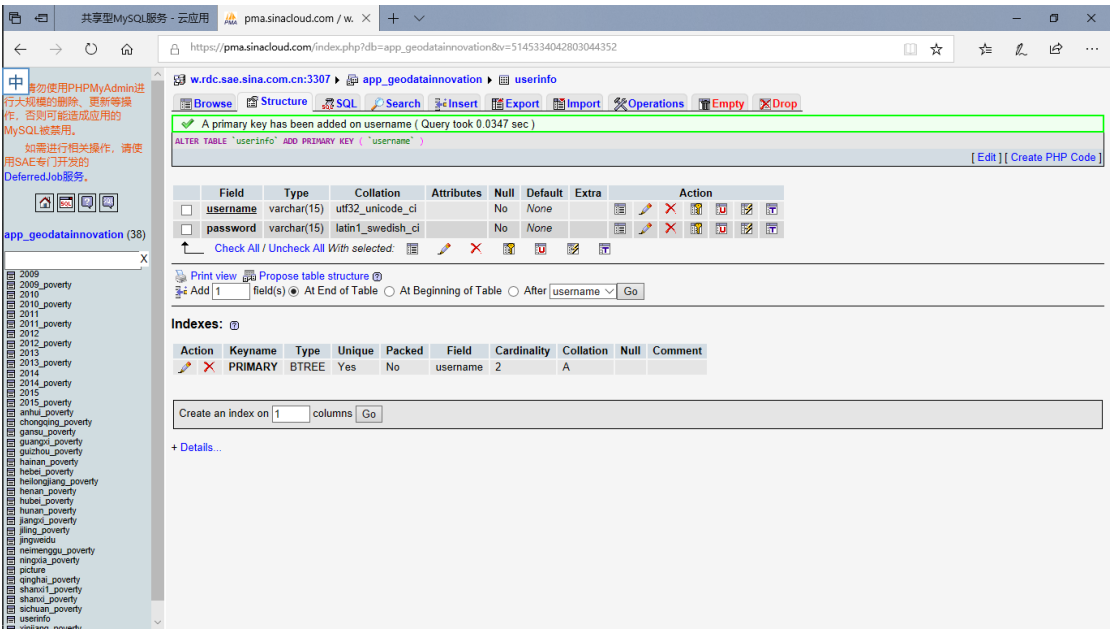 共享型MySQL服务 - 云应用
pma.sinacloud.com / w.
https://pma.sinacloud.com/index.php?db=app_geodatainnovation&v=5145334042803044352
中
请勿使用PHPMyAdmin进
行大规模的删除、更新等操
作，否则可能造成应用的
MySQL被禁用。
如需进行相关操作，请使
用SAE专门开发的
DeferredJob服务。
app_geodatainnovation (38)
X
2009
2009_poverty
2010
2010_poverty
2011
2011_poverty
2012
2012_poverty
2013
2013_poverty
2014
2014_poverty
2015
2015_poverty
anhui_poverty
chongqing_poverty
gansu_poverty
guangxi_poverty
guizhou_poverty
hainan_poverty
hebei_poverty
heilongjiang_poverty
henan_poverty
hubei_poverty
hunan_poverty
jiangxi_poverty
jiling_poverty
jingweidu
neimenggu_poverty
ningxia_poverty
picture
qinghai_poverty
shanxi1_poverty
shanxi_poverty
sichuan_poverty
userinfo
xinjiang_poverty
w.rdc.sae.sina.com.cn:3307 app_geodatainnovation userinfo
Browse Structure SQL Search Insert Export Import Operations Empty Drop
A primary key has been added on username ( Query took 0.0347 sec )
ALTER TABLE `userinfo` ADD PRIMARY KEY ( `username` )
[ Edit ] [ Create PHP Code ]
Field Type Collation Attributes Null Default Extra Action
username varchar(15) utf32_unicode_ci No None
password varchar(15) latin1_swedish_ci No None
Check All / Uncheck All With selected:
Print view Propose table structure
Add 1 field(s) At End of Table At Beginning of Table After username Go
Indexes:
Action Keyname Type Unique Packed Field Cardinality Collation Null Comment
PRIMARY BTREE Yes No username 2 A
Create an index on 1 columns Go
+ Details...